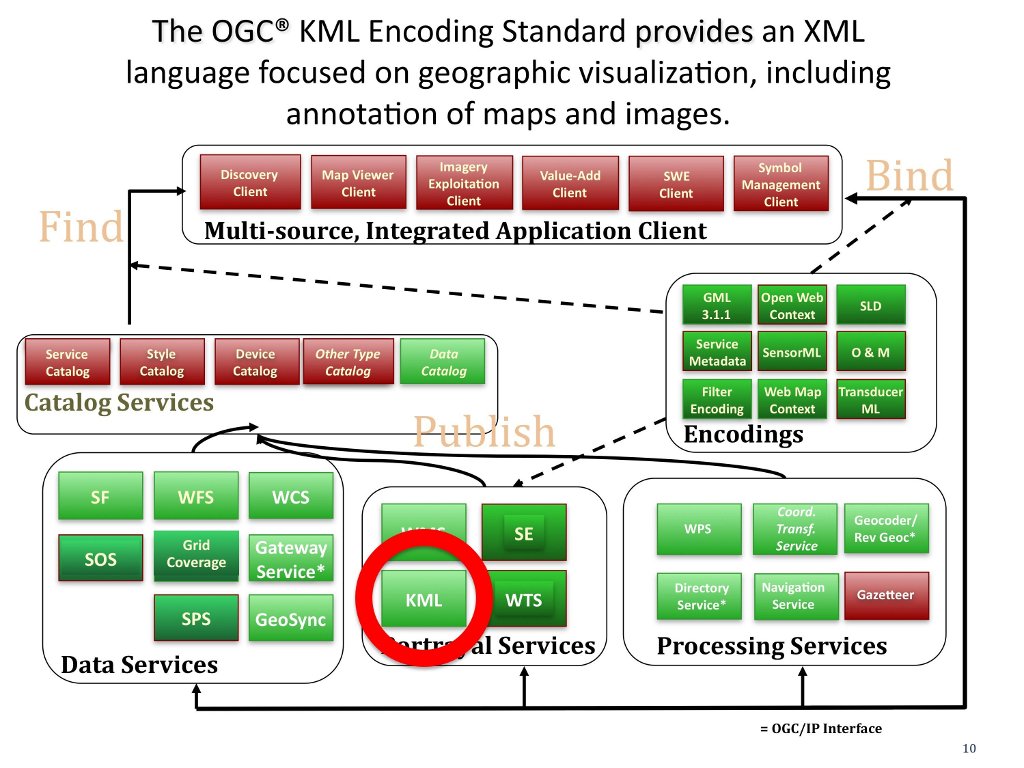 The OGC® KML Encoding Standard provides an XML
language focused on geographic visualization, including
annotation of maps and images.
Bind
Find
Discovery
Client
Map Viewer
Client
Imagery
Exploitation
Client
Value-Add
Client
SWE
Client
Symbol
Management
Client
Multi-source, Integrated Application Client
GML
3.1.1
Open Web
Context
SLD
Service
Metadata
SensorML
O & M
Filter
Encoding
Web Map
Context
Transducer
ML
Encodings
Service
Catalog
Style
Catalog
Device
Catalog
Other Type
Catalog
Data
Catalog
Catalog Services
Publish
SF
WFS
WCS
SOS
Grid
Coverage
Gateway
Service*
SPS
GeoSync
Data Services
SE
KML
WTS
Portrayal Services
WPS
Coord.
Transf.
Service
Geocoder/
Rev Geoc*
Directory
Service*
Navigation
Service
Gazetteer
Processing Services
= OGC/IP Interface
10